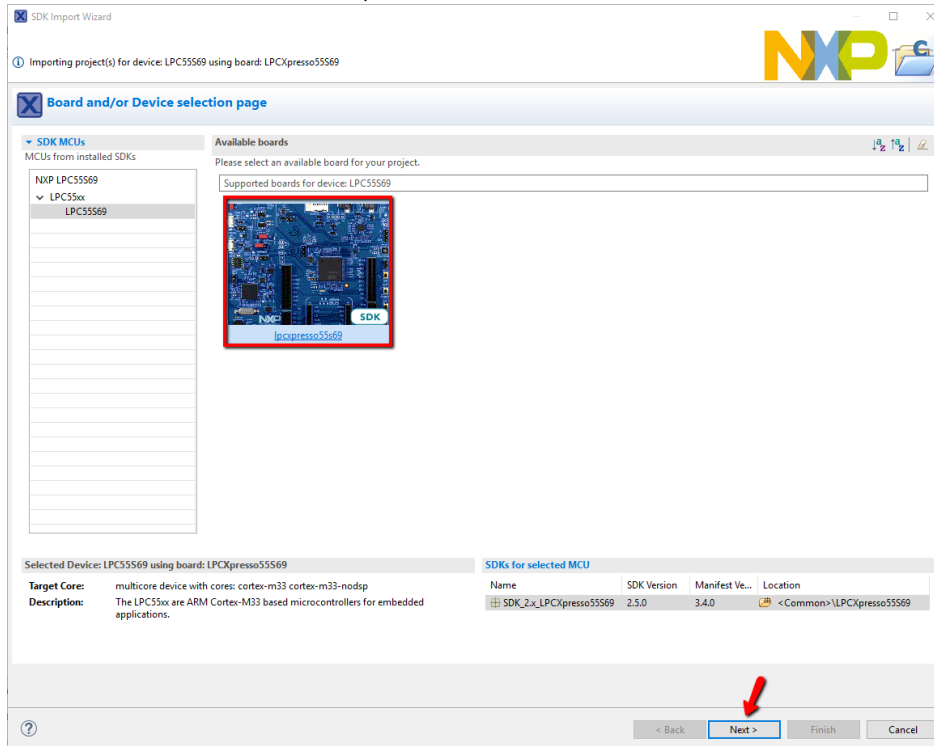 SDK Import Wizard
Importing project(s) for device: LPC55S69 using board: LPCXpresso55S69
NXP
Board and/or Device selection page
SDK MCUs
MCUs from installed SDKs
NXP LPC55S69
LPC55xx
LPC55S69
Available boards
Please select an available board for your project.
Supported boards for device: LPC55S69
NXP
SDK
lpcxpresso55s69
Selected Device: LPC55S69 using board: LPCXpresso55S69
Target Core: multicore device with cores: cortex-m33 cortex-m33-nodsp
Description: The LPC55xx are ARM Cortex-M33 based microcontrollers for embedded
applications.
SDKs for selected MCU
Name SDK Version Manifest Ve... Location
SDK_2.x_LPCXpresso55S69 2.5.0 3.4.0 <Common>\LPCXpresso55S69
< Back Next > Finish Cancel